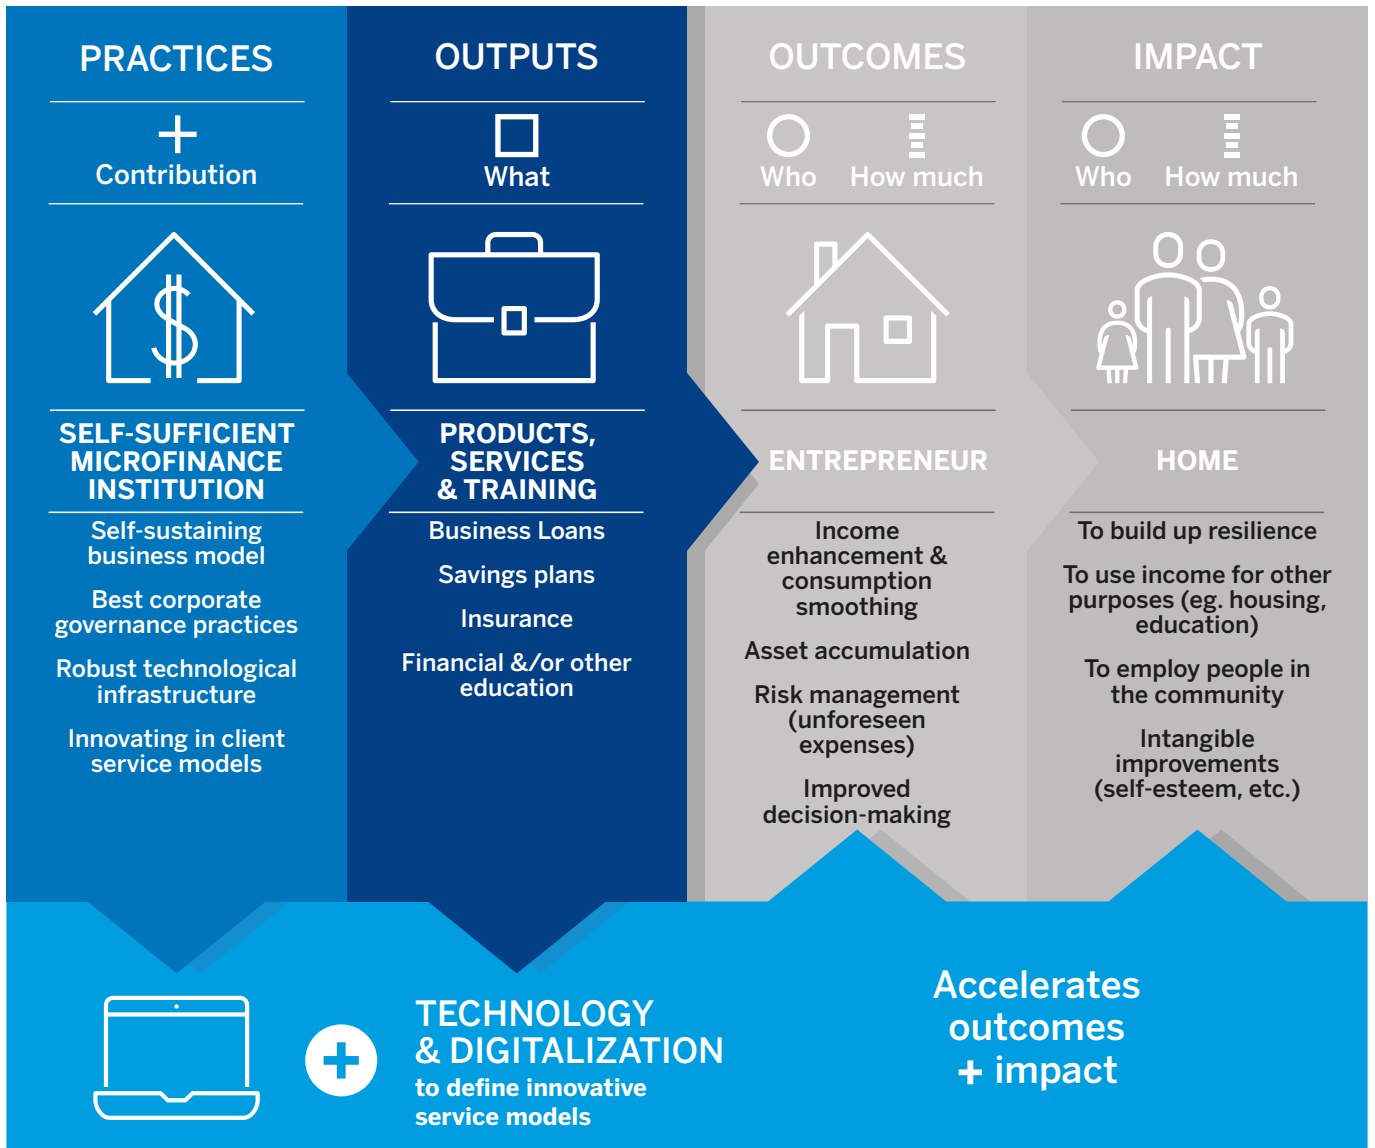 PRACTICES
+
Contribution
SELF-SUFFICIENT
MICROFINANCE
INSTITUTION
Self-sustaining
business model
Best corporate
governance practices
Robust technological
infrastructure
Innovating in client
service models
OUTPUTS
What
PRODUCTS,
SERVICES
& TRAINING
Business Loans
Savings plans
Insurance
Financial &/or other
education
OUTCOMES
Who How much
ENTREPRENEUR
Income
enhancement &
consumption
smoothing
Asset accumulation
Risk management
(unforeseen
expenses)
Improved
decision-making
IMPACT
Who How much
HOME
To build up resilience
To use income for other
purposes (eg. housing,
education)
To employ people in
the community
Intangible
improvements
(self-esteem, etc.)
$
+
TECHNOLOGY
& DIGITALIZATION
to define innovative
service models
Accelerates
outcomes
+ impact